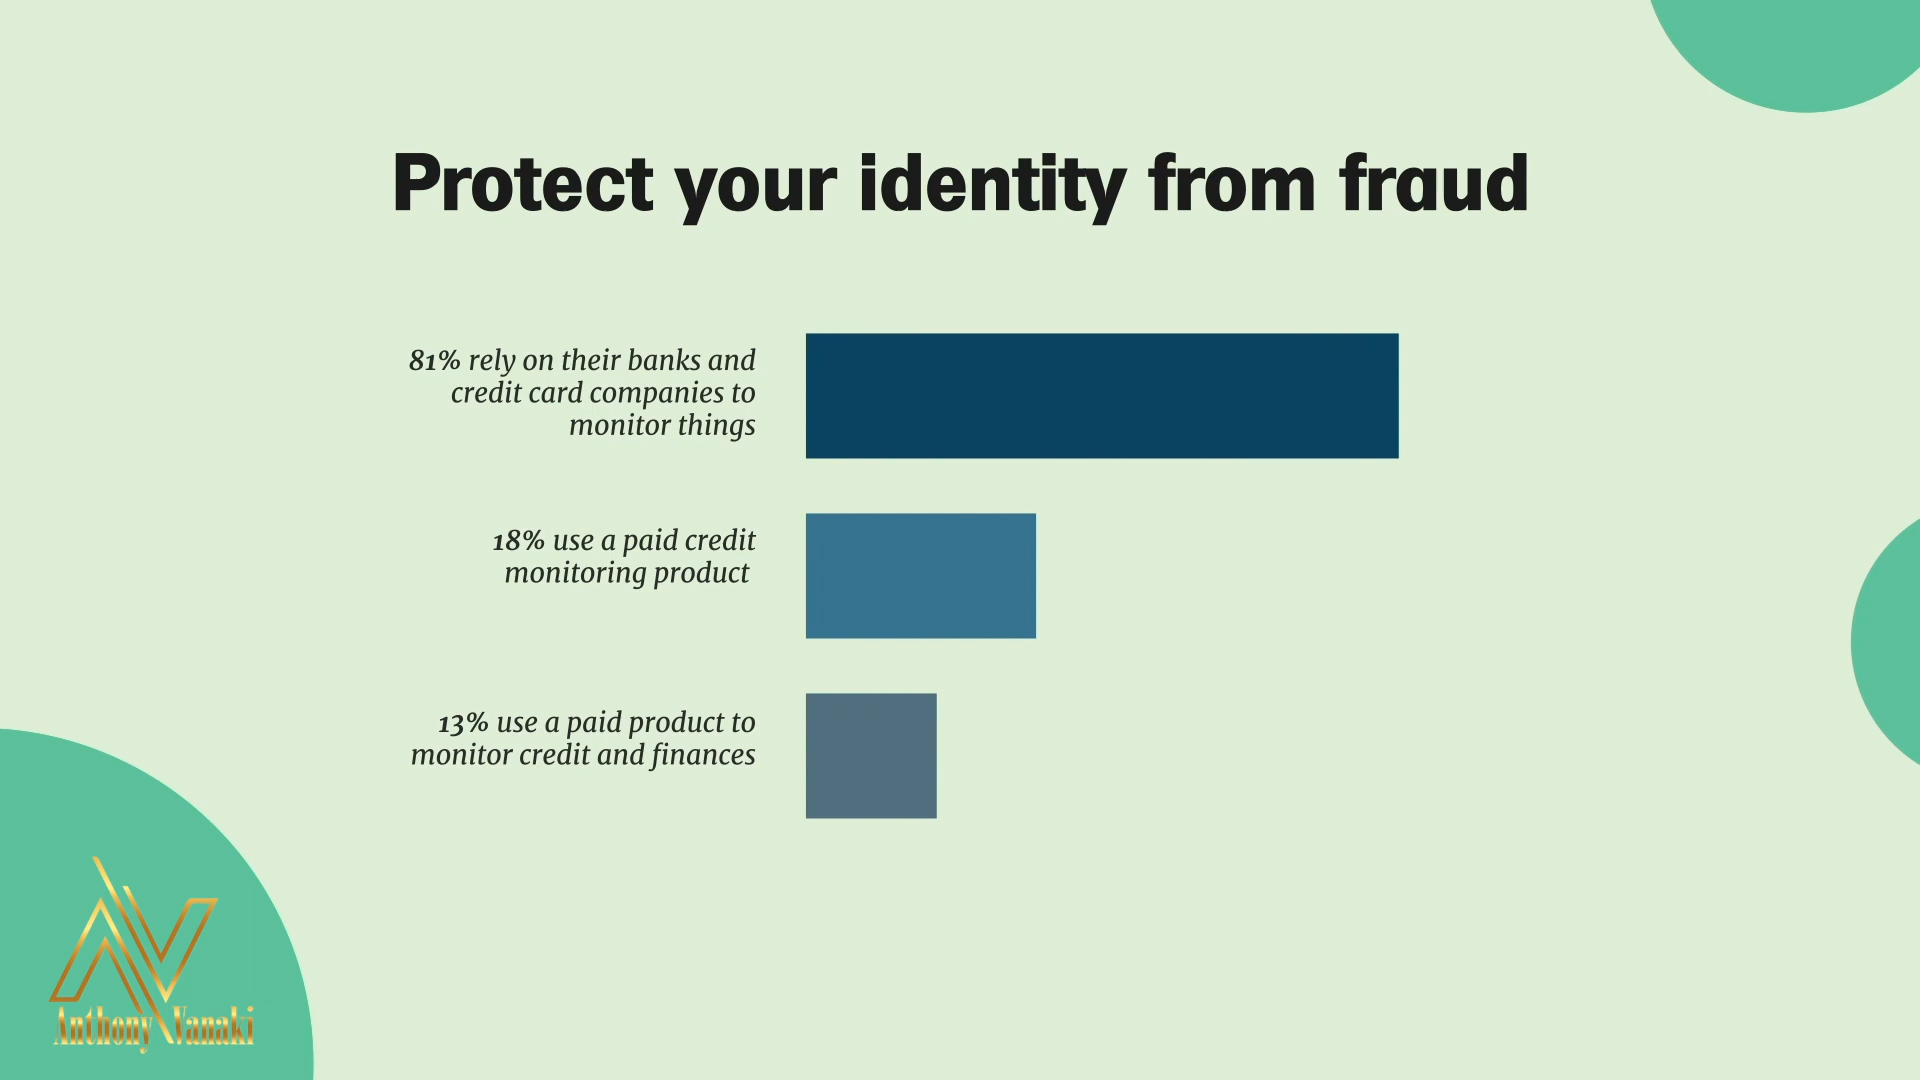 Protect your identity from fraud
81% rely on their banks and
credit card companies to
monitor things
18% use a paid credit
monitoring product
13% use a paid product to
monitor credit and finances
AV
Anthony Vanaki